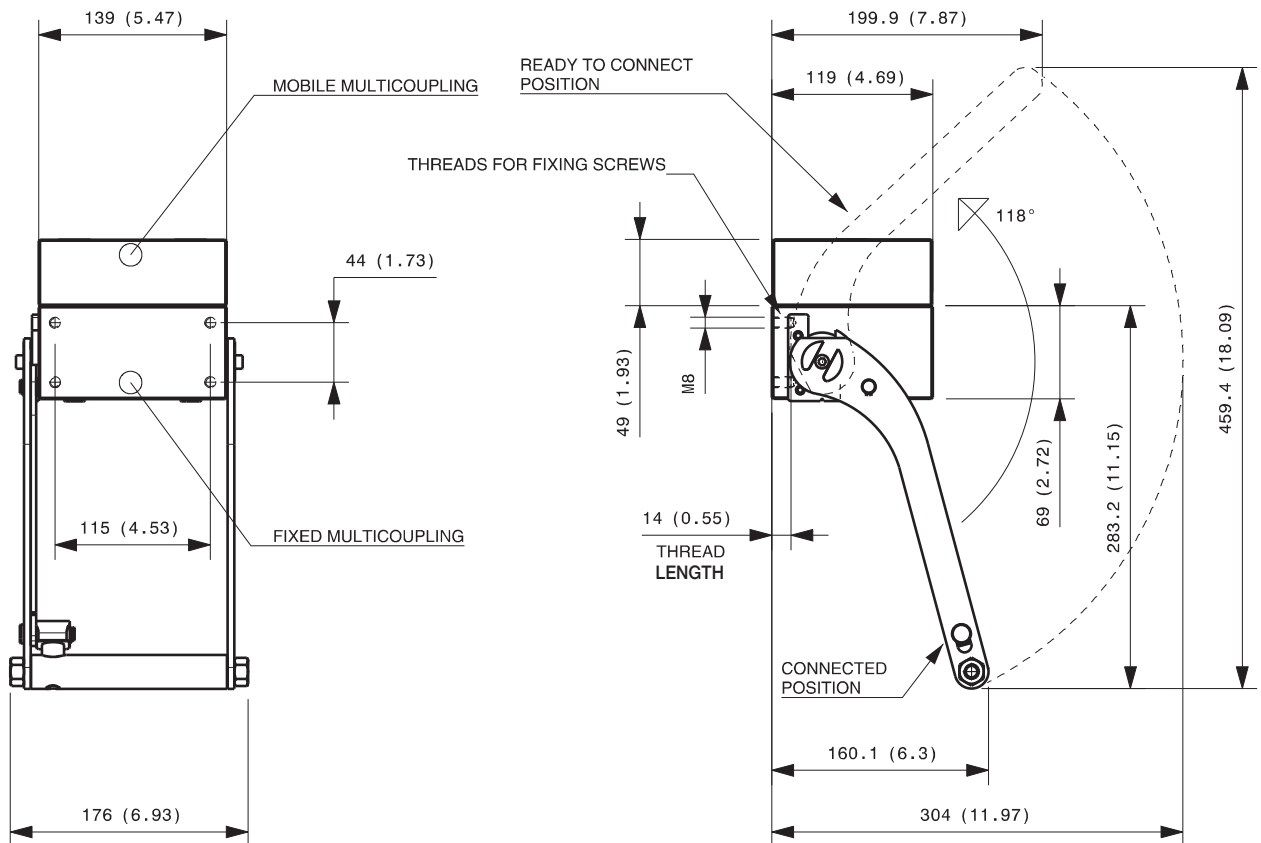 139 (5.47)
199.9 (7.87)
READY TO CONNECT
POSITION
119 (4.69)
MOBILE MULTICOUPLING
THREADS FOR FIXING SCREWS
118°
44 (1.73)
49 (1.93)
M8
459.4 (18.09)
69 (2.72)
283.2 (11.15)
115 (4.53)
FIXED MULTICOUPLING
14 (0.55)
THREAD
LENGTH
CONNECTED
POSITION
160.1 (6.3)
176 (6.93)
304 (11.97)